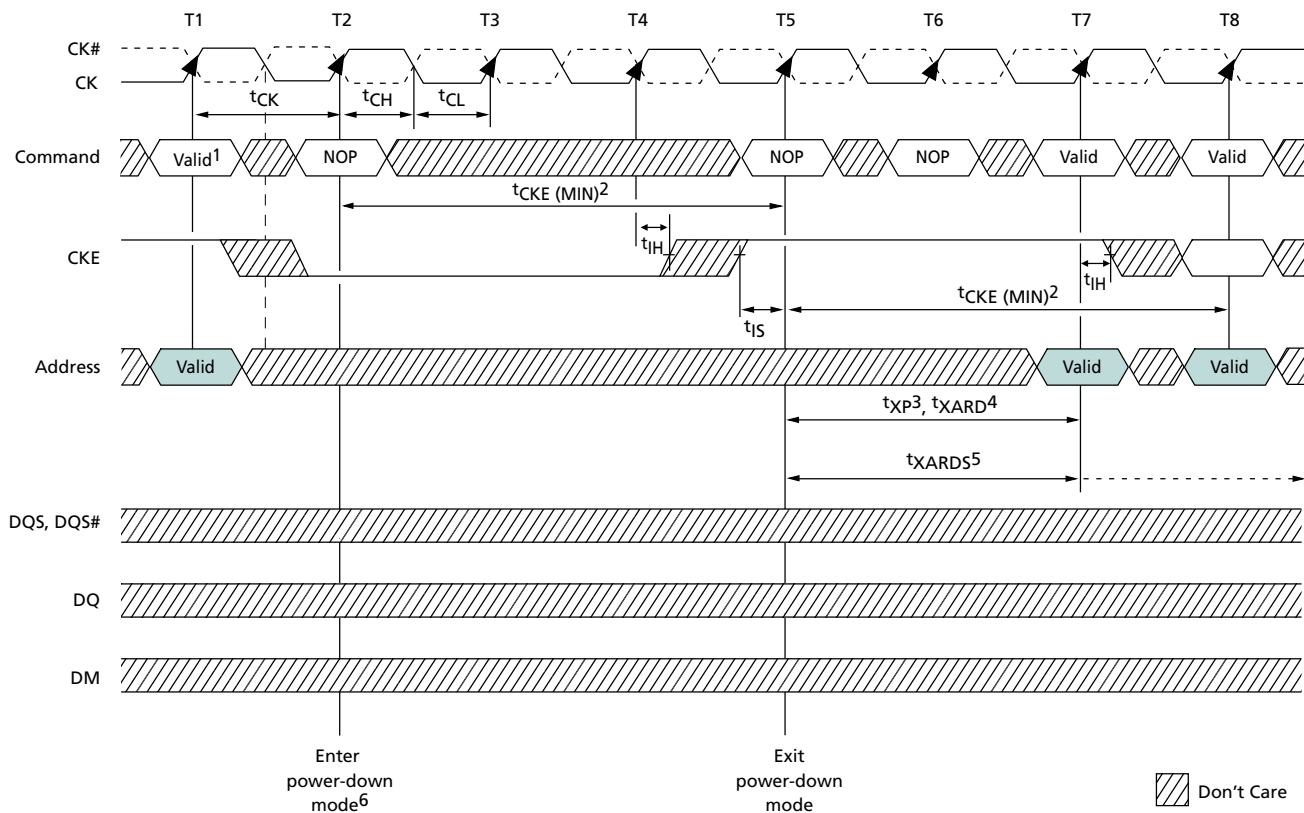 T1 T2 T3 T4 T5 T6 T7 T8
CK#
CK
tCK tCH tCL
Command Valid1 NOP NOP NOP Valid Valid
tCKE (MIN)2
CKE
tIH
tIH
tCKE (MIN)2
tIS
Address Valid Valid Valid
tXP3, tXARD4
tXARDS5
DQS, DQS#
DQ
DM
Enter
power-down
mode6
Exit
power-down
mode
Don't Care